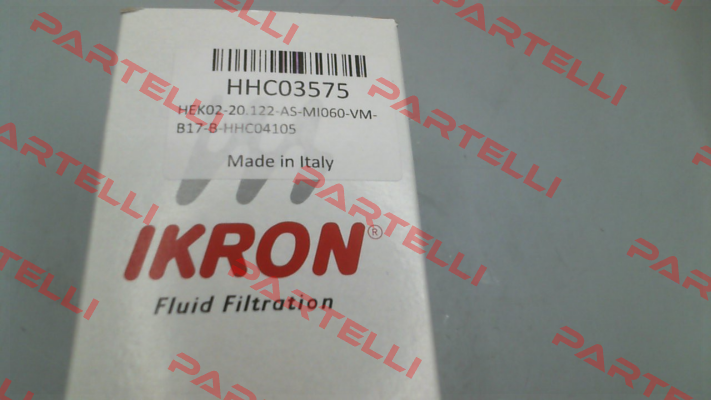 HHC03575
HEK02-20.122-AS-MI060-VM-
B17-B-HHC04105
Made in Italy
IKRON®
Fluid Filtration
PARTELLI
PARTELLI
PARTELLI
PARTELLI
PARTELLI
PARTELLI
PARTELLI
PARTELLI